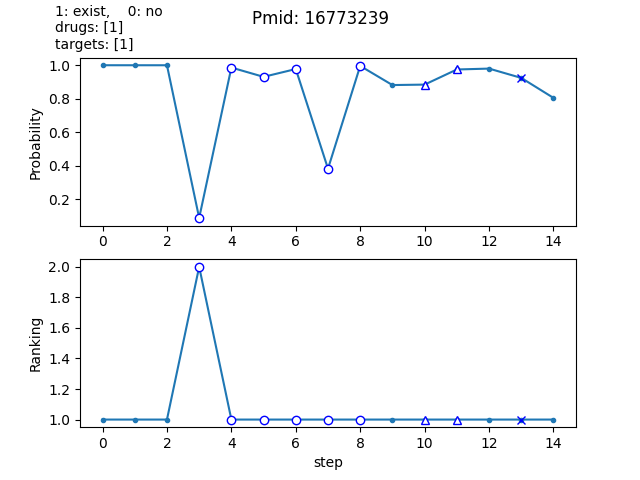 1: exist,    0: no
drugs: [1]
targets: [1]
Pmid: 16773239
Probability
1.0
0.8
0.6
0.4
0.2
0 2 4 6 8 10 12 14
Ranking
2.0
1.8
1.6
1.4
1.2
1.0
0 2 4 6 8 10 12 14
step